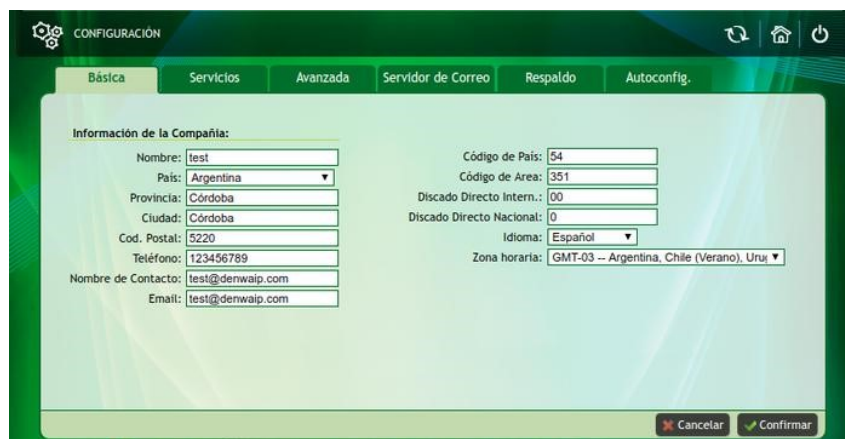 CONFIGURACIÓN
Básica Servicios Avanzada Servidor de Correo Respaldo Autoconfig.
Información de la Compañia:
Nombre: test
País: Argentina
Provincia: Córdoba
Ciudad: Córdoba
Cod. Postal: 5220
Teléfono: 123456789
Nombre de Contacto: test@denwaip.com
Email: test@denwaip.com
Código de País: 54
Código de Area: 351
Discado Directo Intern.: 00
Discado Directo Nacional: 0
Idioma: Español
Zona horaria: GMT-03 -- Argentina, Chile (Verano), Uru
Cancelar Confirmar